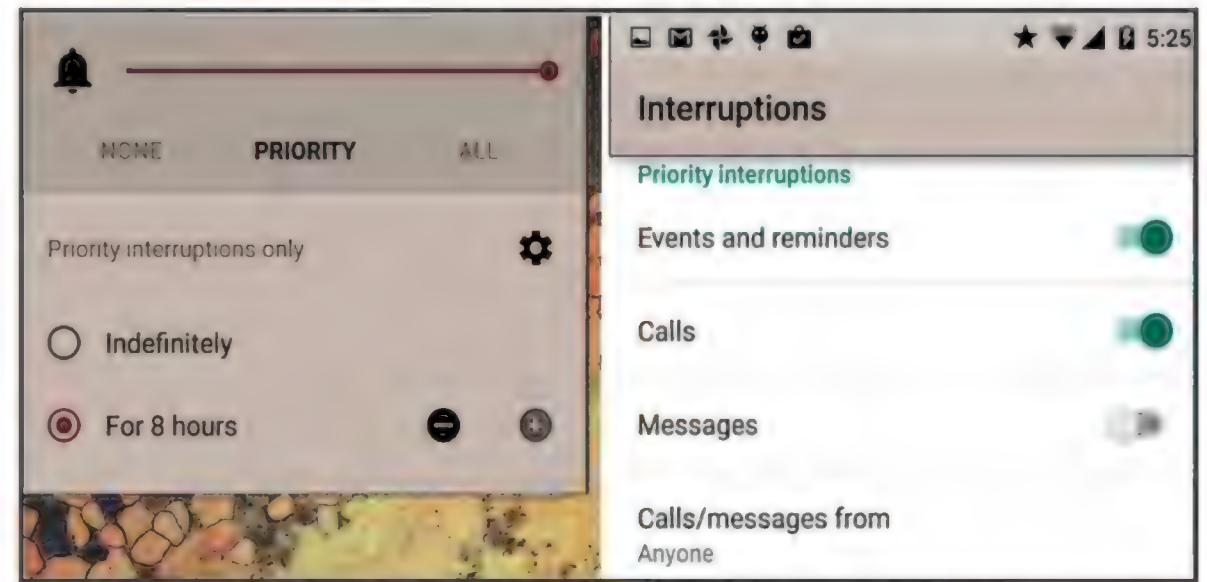 NONE PRIORITY ALL
Priority interruptions only
Indefinitely
For 8 hours
5:25
Interruptions
Priority interruptions
Events and reminders
Calls
Messages
Calls/messages from
Anyone